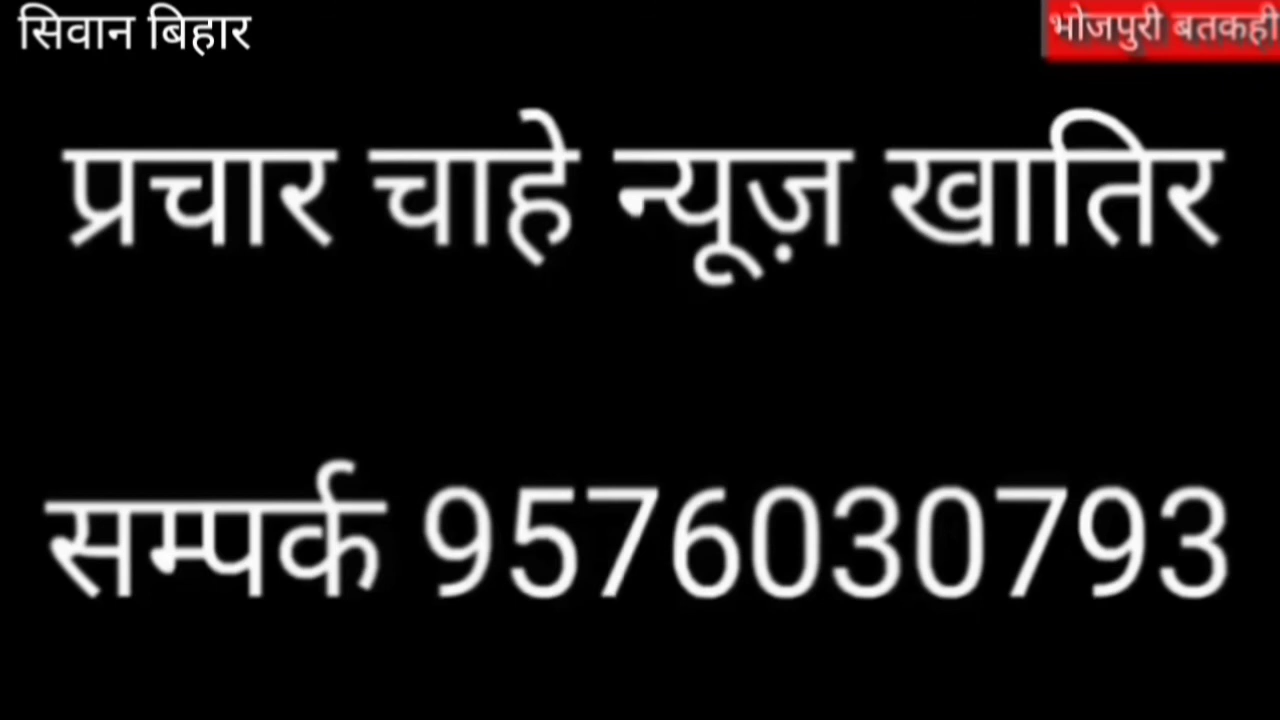 सिवान बिहार
भोजपुरी बतकही
प्रचार चाहे न्यूज़ खातिर
सम्पर्क 9576030793